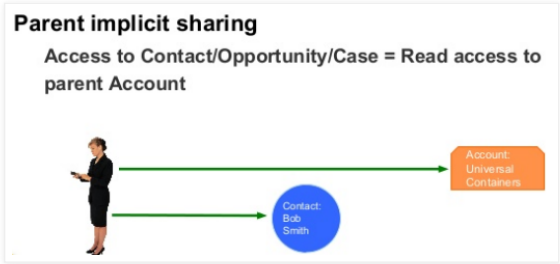 Parent implicit sharing
Access to Contact/Opportunity/Case = Read access to
parent Account
Account:
Universal
Containers
Contact:
Bob
Smith